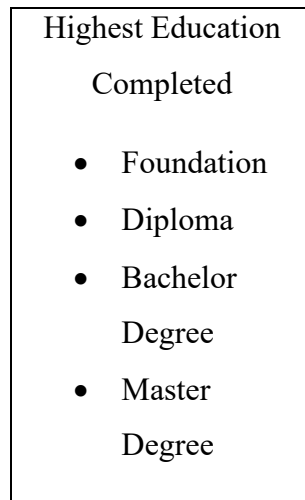 Highest Education
Completed
• Foundation
• Diploma
• Bachelor
Degree
• Master
Degree